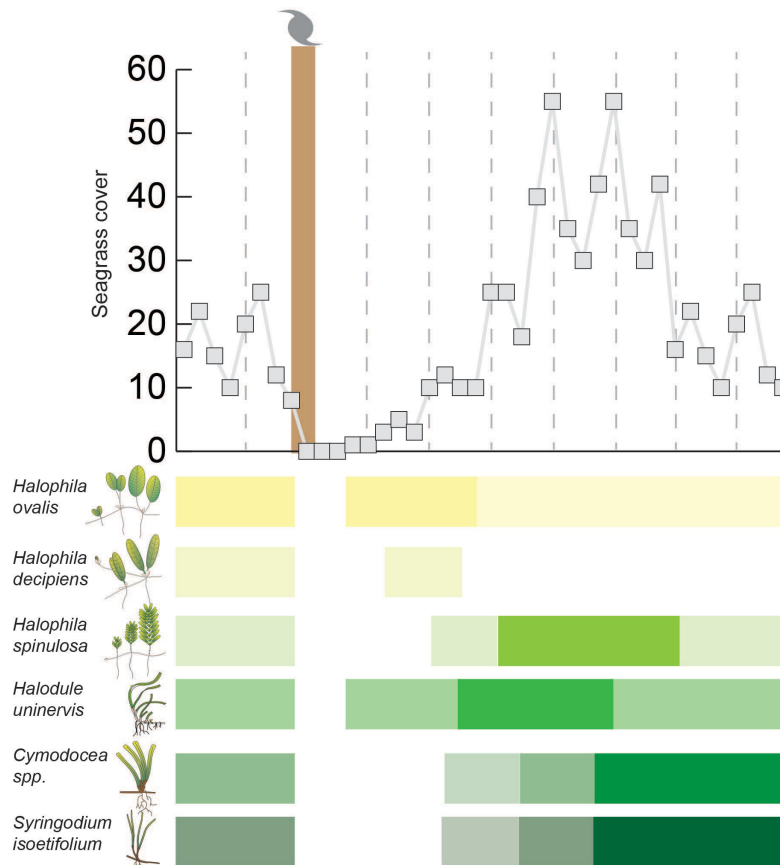 60
50
40
30
20
10
0
Seagrass cover
Halophila
ovalis
Halophila
decipiens
Halophila
spinulosa
Halodule
uninervis
Cymodocea
spp.
Syringodium
isoetifolium